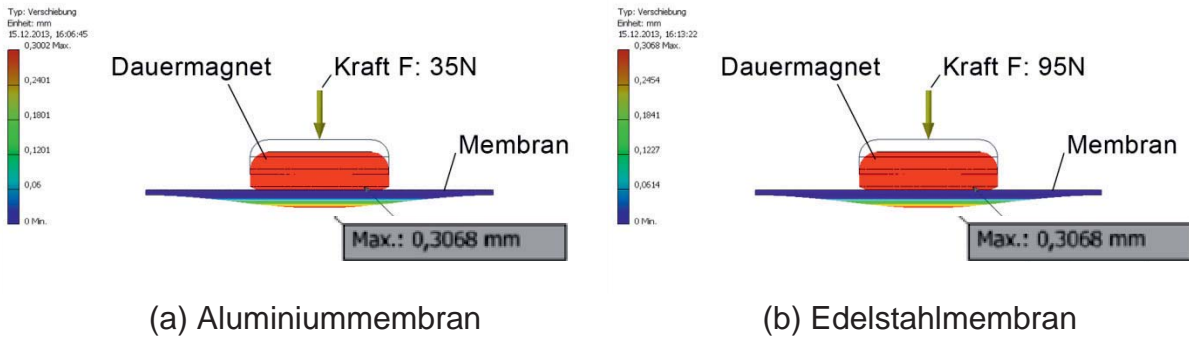 Typ: Verschiebung
Einheit: mm
15.12.2013, 16:06:45
0,3002 Max.
0,2401
0,1801
0,1201
0,06
0 Min.
Dauermagnet
Kraft F: 35N
Membran
Max.: 0,3068 mm
(a) Aluminiummembran
Typ: Verschiebung
Einheit: mm
15.12.2013, 16:13:22
0,3068 Max.
0,2454
0,1841
0,1227
0,0614
0 Min.
Dauermagnet
Kraft F: 95N
Membran
Max.: 0,3068 mm
(b) Edelstahlmembran